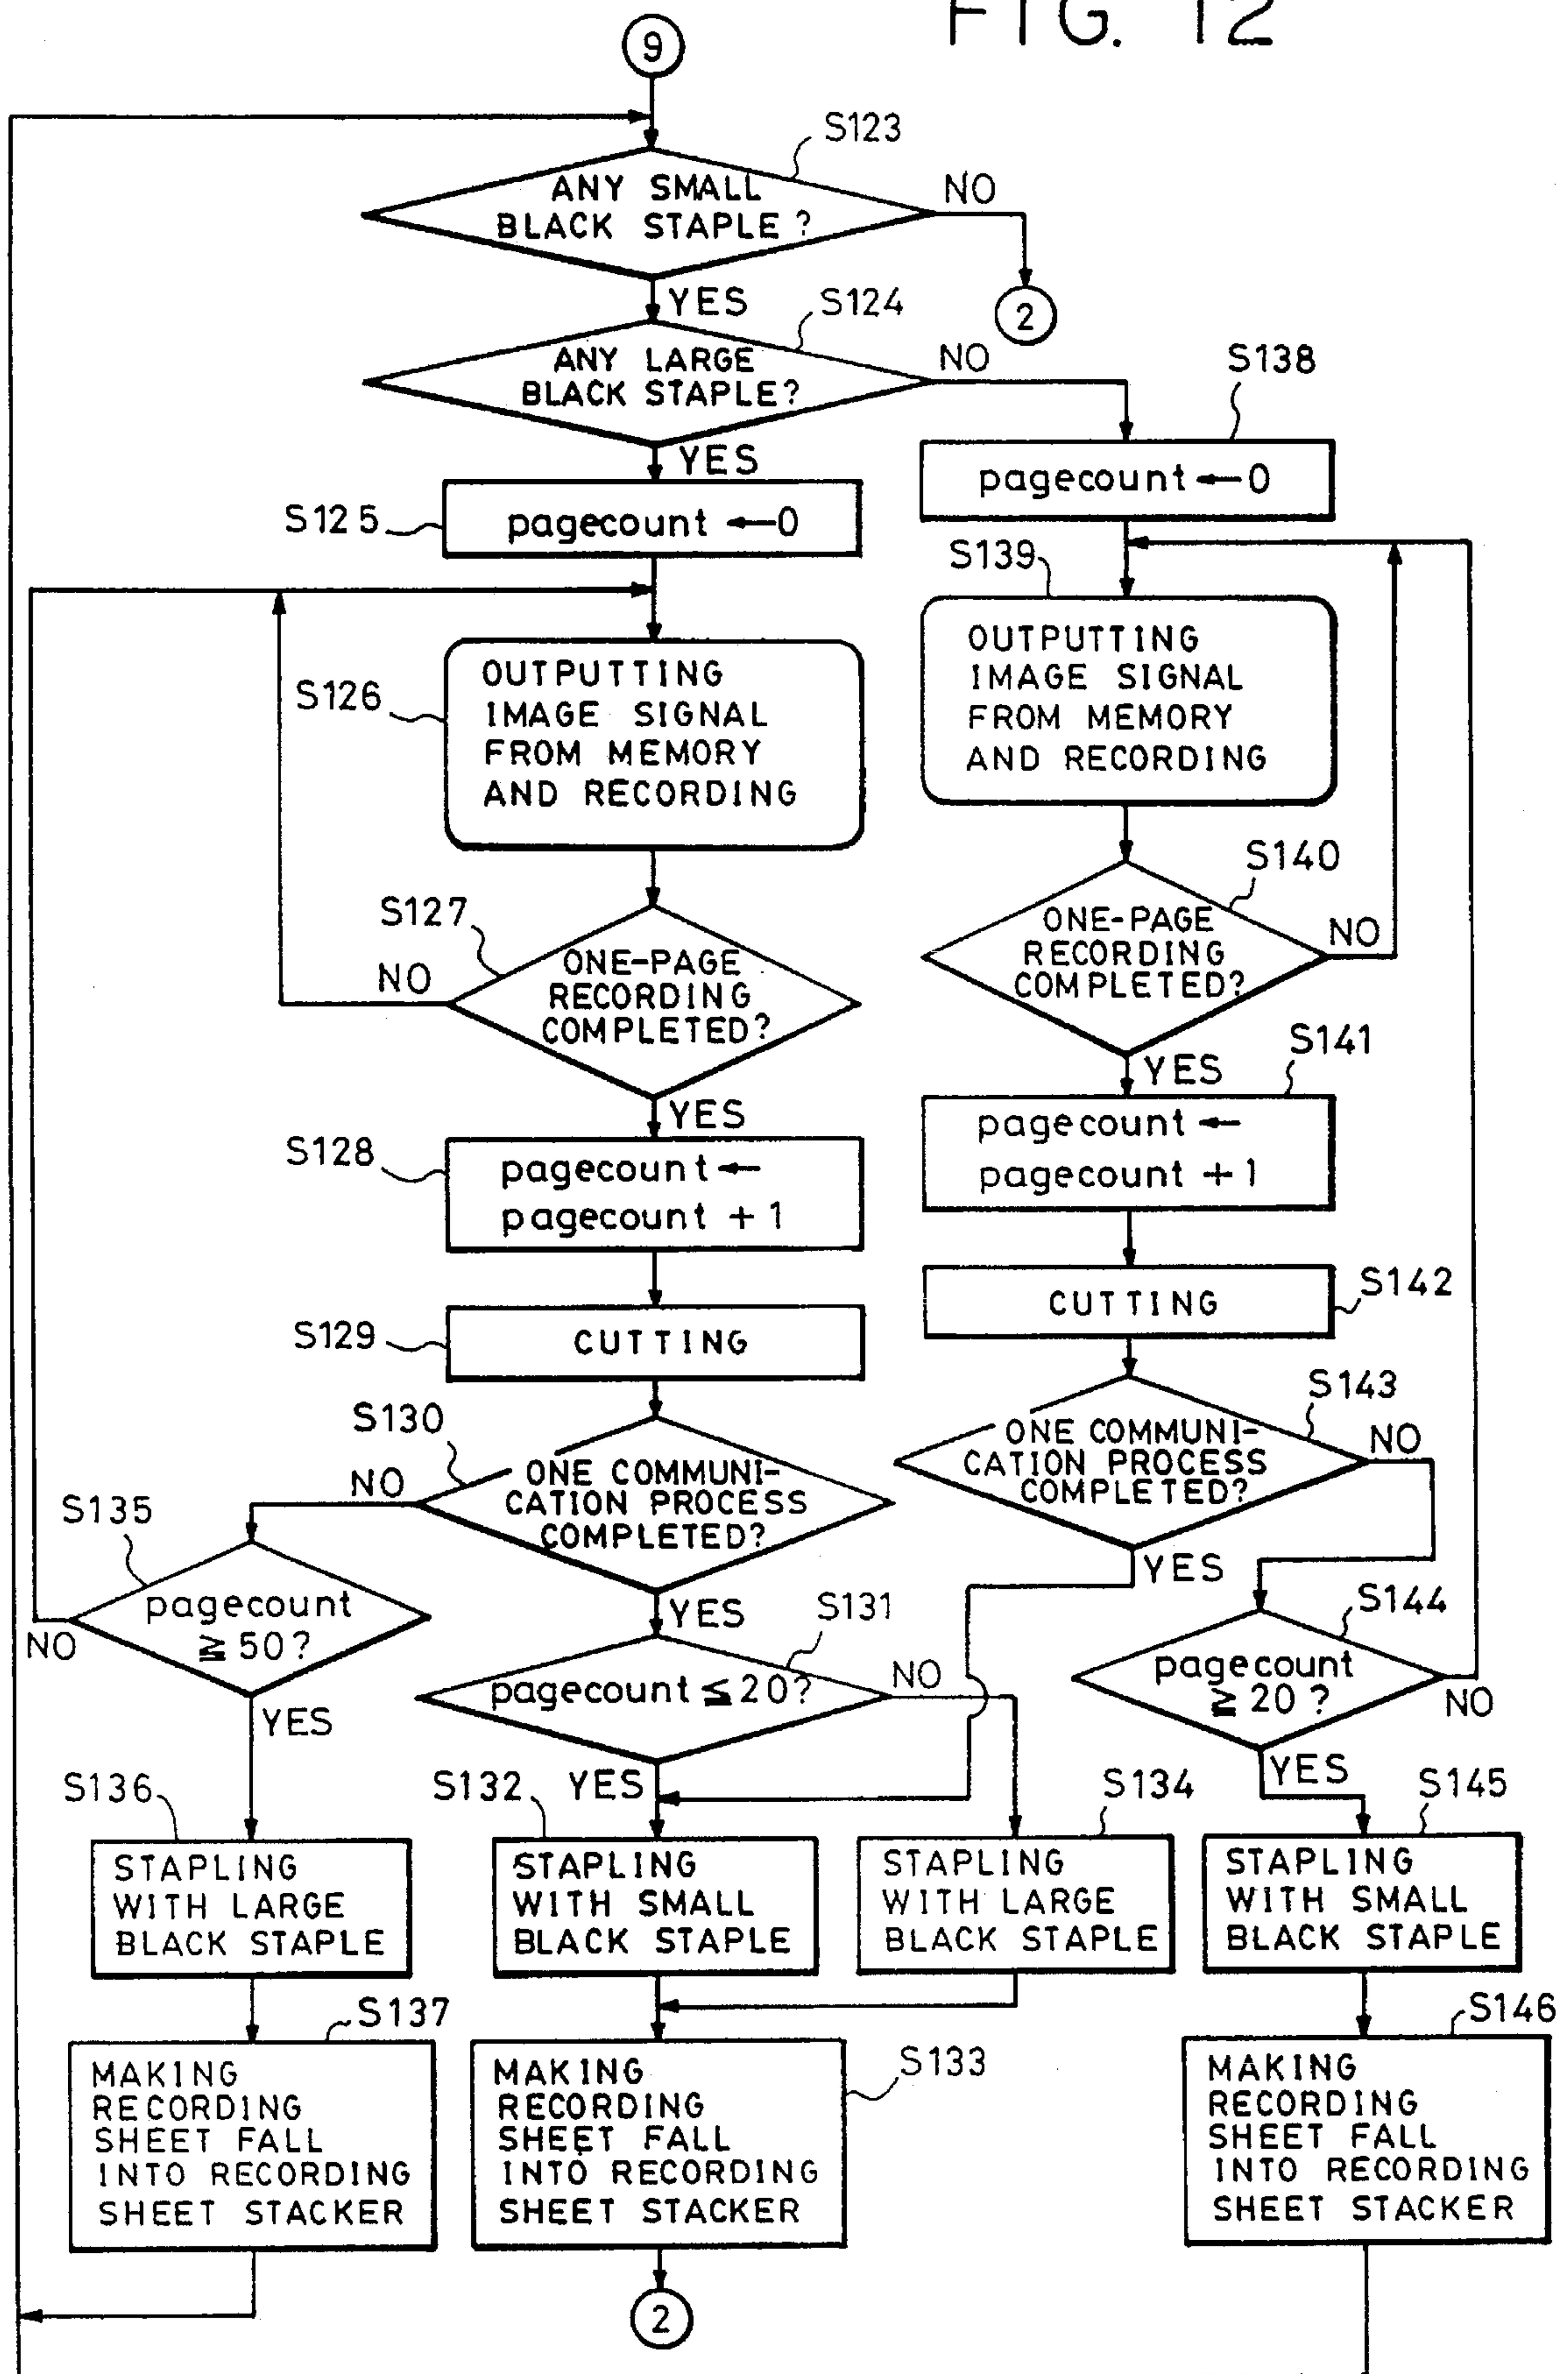 FIG. 12
9
S123
ANY SMALL
BLACK STAPLE ?
NO
2
YES
S124
ANY LARGE
BLACK STAPLE?
NO
YES
S138
pagecount ←0
S125
pagecount ←0
S139
OUTPUTTING
IMAGE SIGNAL
FROM MEMORY
AND RECORDING
S126
OUTPUTTING
IMAGE SIGNAL
FROM MEMORY
AND RECORDING
S140
ONE-PAGE
RECORDING
COMPLETED?
NO
YES
S127
ONE-PAGE
RECORDING
COMPLETED?
NO
YES
S141
pagecount ←
pagecount + 1
S128
pagecount ←
pagecount + 1
S142
CUTTING
S129
CUTTING
S143
ONE COMMUNI-
CATION PROCESS
COMPLETED?
NO
YES
S130
ONE COMMUNI-
CATION PROCESS
COMPLETED?
NO
YES
S135
pagecount
≧ 50?
NO
YES
S131
pagecount ≦ 20?
NO
YES
S144
pagecount
≧ 20 ?
NO
YES
S136
STAPLING
WITH LARGE
BLACK STAPLE
S132
STAPLING
WITH SMALL
BLACK STAPLE
S134
STAPLING
WITH LARGE
BLACK STAPLE
S145
STAPLING
WITH SMALL
BLACK STAPLE
S137
MAKING
RECORDING
SHEET FALL
INTO RECORDING
SHEET STACKER
S133
MAKING
RECORDING
SHEET FALL
INTO RECORDING
SHEET STACKER
S146
MAKING
RECORDING
SHEET FALL
INTO RECORDING
SHEET STACKER
2